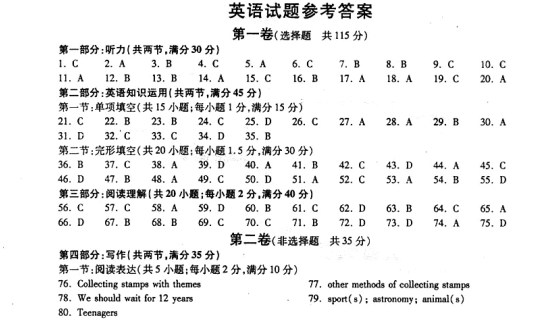 英语试题参考答案
第一卷(选择题 共115分)
第一部分:听力(共两节,满分30分)
1. C 2. A 3. B 4. C 5. A 6. C 7. B 8. B 9. C 10. C
11. A 12. B 13. B 14. A 15. C 16. B 17. A 18. A 19. C 20. A
第二部分:英语知识运用(共两节,满分45分)
第一节:单项填空(共15小题;每小题1分,满分15分)
21. C 22. B 23. B 24. C 25. D 26. C 27. A 28. A 29. B 30. A
31. D 32. C 33. C 34. D 35. B
第二节:完形填空(共20小题;每小题1.5分,满分30分)
36. B 37. C 38. A 39. D 40. A 41. B 42. C 43. D 44. A 45. C
46. D 47. B 48. A 49. C 50. D 51. A 52. C 53. A 54. B 55. D
第三部分:阅读理解(共20小题;每小题2分,满分40分)
56. C 57. C 58. A 59. D 60. B 61. C 62. D 63. B 64. C 65. A
66. D 67. B 68. B 69. C 70. C 71. B 72. D 73. D 74. A 75. D
第二卷(非选择题 共35分)
第四部分:写作(共两节,满分35分)
第一节:阅读表达(共5小题;每小题2分,满分10分)
76. Collecting stamps with themes 77. other methods of collecting stamps
78. We should wait for 12 years 79. sport(s); astronomy; animal(s)
80. Teenagers